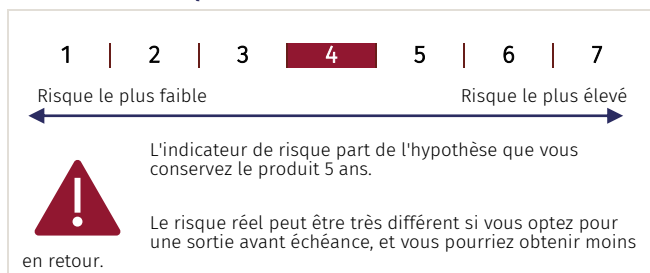 1 2 3 4 5 6 7
Risque le plus faible Risque le plus élevé
L'indicateur de risque part de l'hypothèse que vous
conservez le produit 5 ans.
Le risque réel peut être très différent si vous optez pour
une sortie avant échéance, et vous pourriez obtenir moins
en retour.